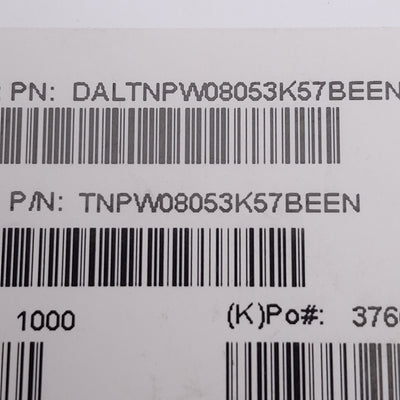 PN: DALTNPW08053K57BEEN
P/N: TNPW08053K57BEEN
1000 (K)Po#: 376